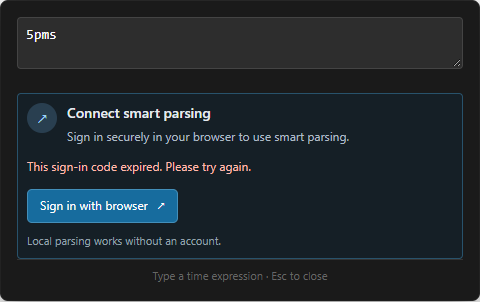 5pms
Connect smart parsing
Sign in securely in your browser to use smart parsing.
This sign-in code expired. Please try again.
Sign in with browser ↗
Local parsing works without an account.
Type a time expression · Esc to close